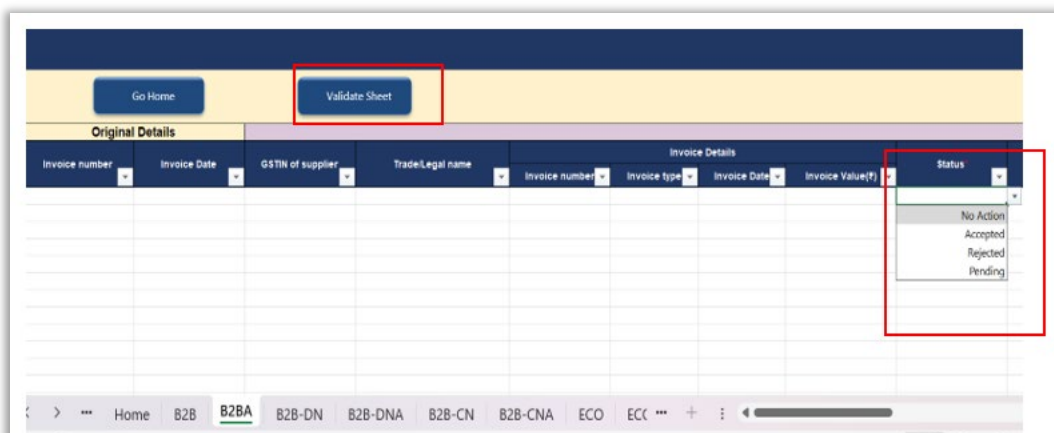 Go Home
Validate Sheet
Original Details
Invoice number
Invoice Date
GSTIN of supplier
Trade/Legal name
Invoice Details
Invoice number
Invoice type
Invoice Date
Invoice Value(₹)
Status*
No Action
Accepted
Rejected
Pending
Home B2B B2BA B2B-DN B2B-DNA B2B-CN B2B-CNA ECO